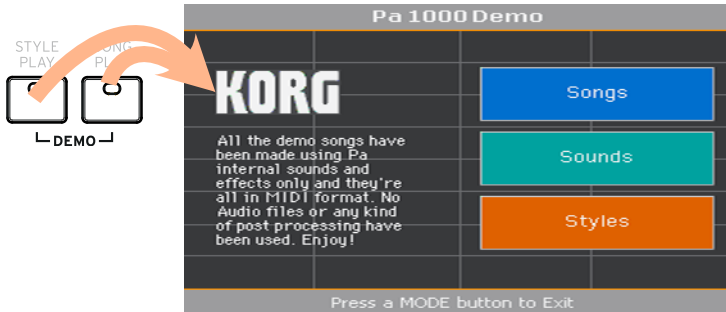 Pa 1000 Demo
STYLE
PLAY
DEMO
KORG
All the demo songs have
been made using Pa
internal sounds and
effects only and they're
all in MIDI format. No
Audio files or any kind
of post processing have
been used. Enjoy!
Songs
Sounds
Styles
Press a MODE button to Exit